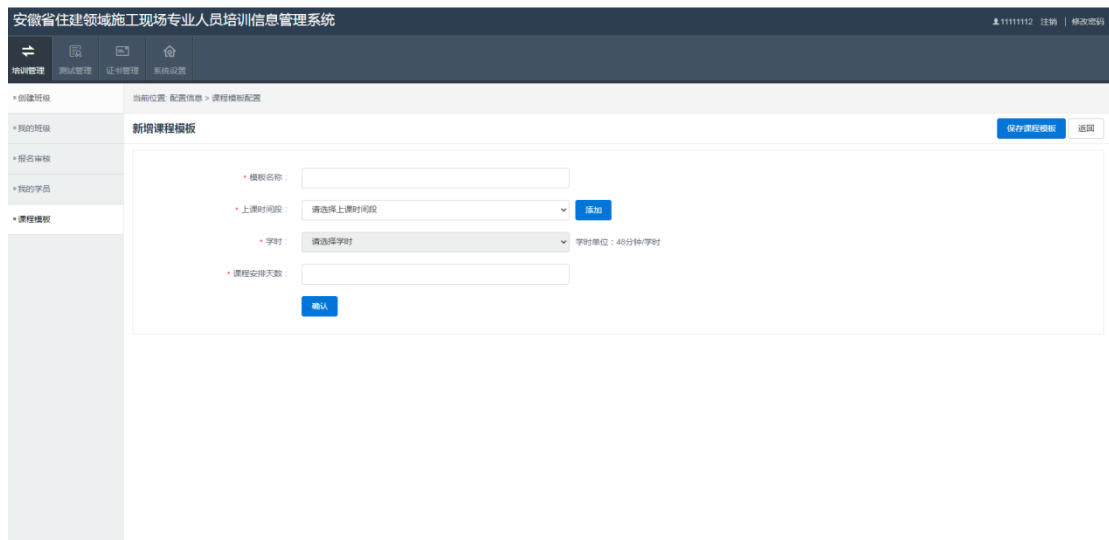 安徽省住建领域施工现场专业人员培训信息管理系统
11111112 注销 | 修改密码
培训管理 测试管理 证书管理 系统设置
创建班级
我的班级
报名审核
我的学员
课程模板
当前位置: 配置信息 > 课程模板配置
新增课程模板
保存课程模板 返回
* 模板名称 :
* 上课时间段 : 请选择上课时间段 添加
* 学时 : 请选择学时 学时单位：48分钟/学时
* 课程安排天数 :
确认